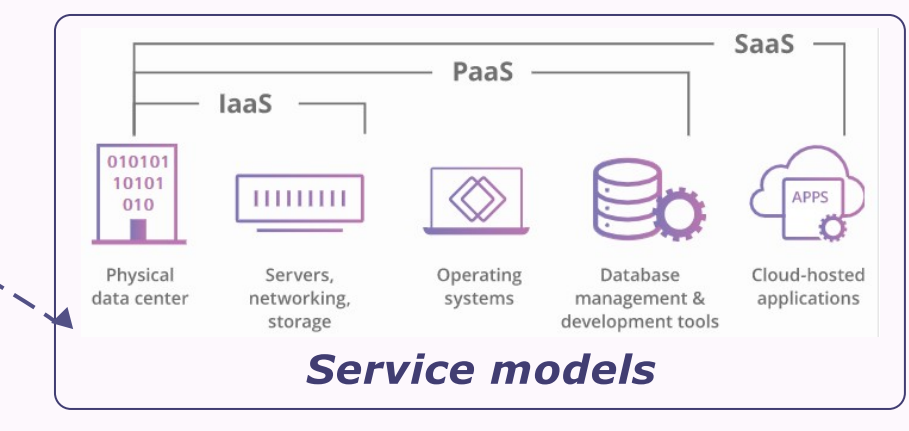 SaaS
PaaS
IaaS
010101
10101
010
APPS
Physical
data center
Servers,
networking,
storage
Operating
systems
Database
management &
development tools
Cloud-hosted
applications
Service models